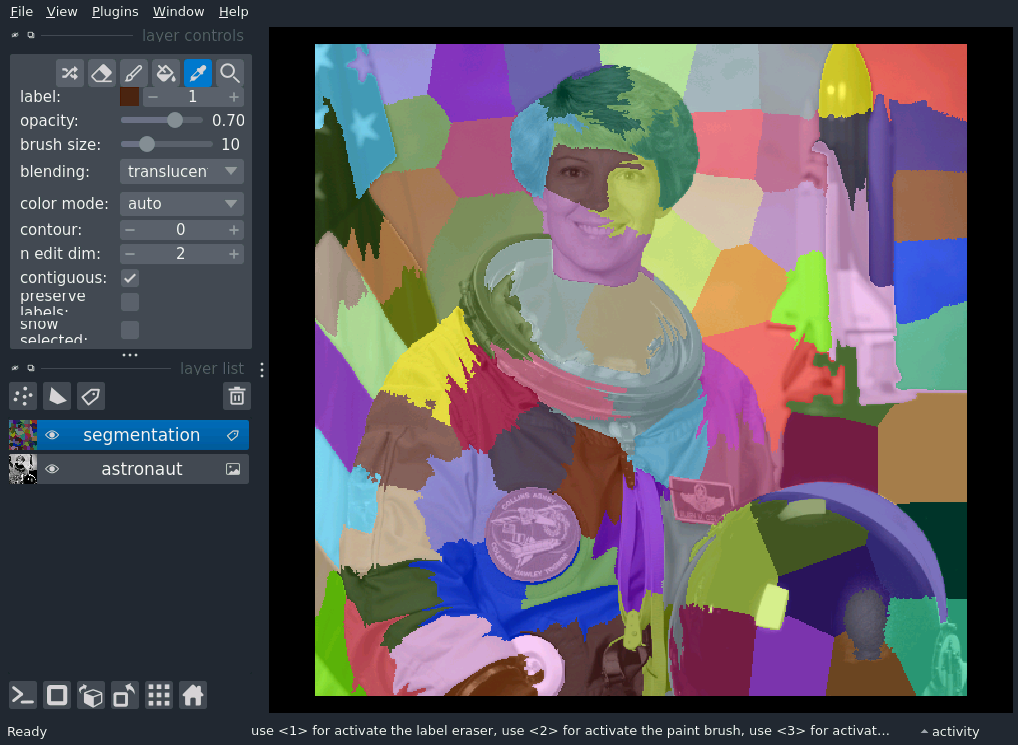 File View Plugins Window Help
layer controls
label: 1
opacity: 0.70
brush size: 10
blending: translucen
color mode: auto
contour: 0
n edit dim: 2
contiguous:
preserve
labels:
show
selected:
layer list
segmentation
astronaut
Ready
use <1> for activate the label eraser, use <2> for activate the paint brush, use <3> for activat...
activity